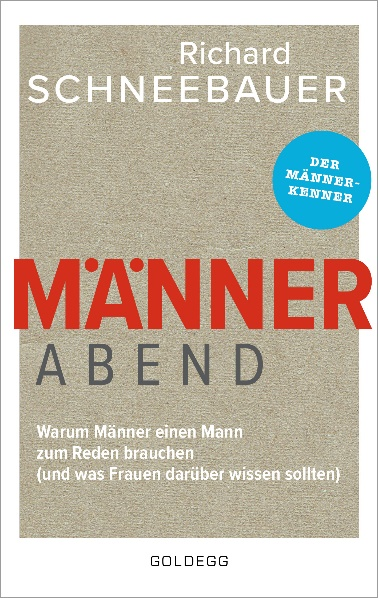 Richard
SCHNEEBAUER
DER
MÄNNER-
KENNER
MÄNNER
ABEND
Warum Männer einen Mann
zum Reden brauchen
(und was Frauen darüber wissen sollten)
GOLDEGG